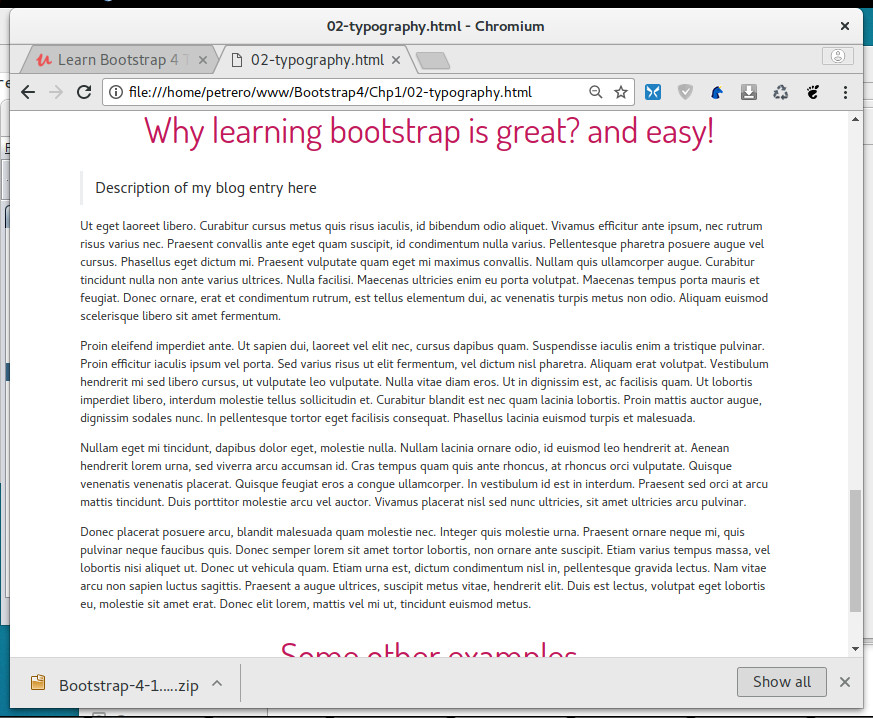 02-typography.html - Chromium
Learn Bootstrap 4 T
02-typography.html
file:///home/petrero/www/Bootstrap4/Chp1/02-typography.html
Why learning bootstrap is great? and easy!
Description of my blog entry here
Ut eget laoreet libero. Curabitur cursus metus quis risus iaculis, id bibendum odio aliquet. Vivamus efficitur ante ipsum, nec rutrum
risus varius nec. Praesent convallis ante eget quam suscipit, id condimentum nulla varius. Pellentesque pharetra posuere augue vel
cursus. Phasellus eget dictum mi. Praesent vulputate quam eget mi maximus convallis. Nullam quis ullamcorper augue. Curabitur
tincidunt nulla non ante varius ultrices. Nulla facilisi. Maecenas ultricies enim eu porta volutpat. Maecenas tempus porta mauris et
feugiat. Donec ornare, erat et condimentum rutrum, est tellus elementum dui, ac venenatis turpis metus non odio. Aliquam euismod
scelerisque libero sit amet fermentum.
Proin eleifend imperdiet ante. Ut sapien dui, laoreet vel elit nec, cursus dapibus quam. Suspendisse iaculis enim a tristique pulvinar.
Proin efficitur iaculis ipsum vel porta. Sed varius risus ut elit fermentum, vel dictum nisl pharetra. Aliquam erat volutpat. Vestibulum
hendrerit mi sed libero cursus, ut vulputate leo vulputate. Nulla vitae diam eros. Ut in dignissim est, ac facilisis quam. Ut lobortis
imperdiet libero, interdum molestie tellus sollicitudin et. Curabitur blandit est nec quam lacinia lobortis. Proin mattis auctor augue,
dignissim sodales nunc. In pellentesque tortor eget facilisis consequat. Phasellus lacinia euismod turpis et malesuada.
Nullam eget mi tincidunt, dapibus dolor eget, molestie nulla. Nullam lacinia ornare odio, id euismod leo hendrerit at. Aenean
hendrerit lorem urna, sed viverra arcu accumsan id. Cras tempus quam quis ante rhoncus, at rhoncus orci vulputate. Quisque
venenatis venenatis placerat. Quisque feugiat eros a congue ullamcorper. In vestibulum id est in interdum. Praesent sed orci at arcu
mattis tincidunt. Duis porttitor molestie arcu vel auctor. Vivamus placerat nisl sed nunc ultricies, sit amet ultricies arcu pulvinar.
Donec placerat posuere arcu, blandit malesuada quam molestie nec. Integer quis molestie urna. Praesent ornare neque mi, quis
pulvinar neque faucibus quis. Donec semper lorem sit amet tortor lobortis, non ornare ante suscipit. Etiam varius tempus massa, vel
lobortis nisi aliquet ut. Donec ut vehicula quam. Etiam urna est, dictum condimentum nisl in, pellentesque gravida lectus. Nam vitae
arcu non sapien luctus sagittis. Praesent a augue ultrices, suscipit metus vitae, hendrerit elit. Duis est lectus, volutpat eget lobortis
eu, molestie sit amet erat. Donec elit lorem, mattis vel mi ut, tincidunt euismod metus.
Some other examples
Bootstrap-4-1.....zip
Show all